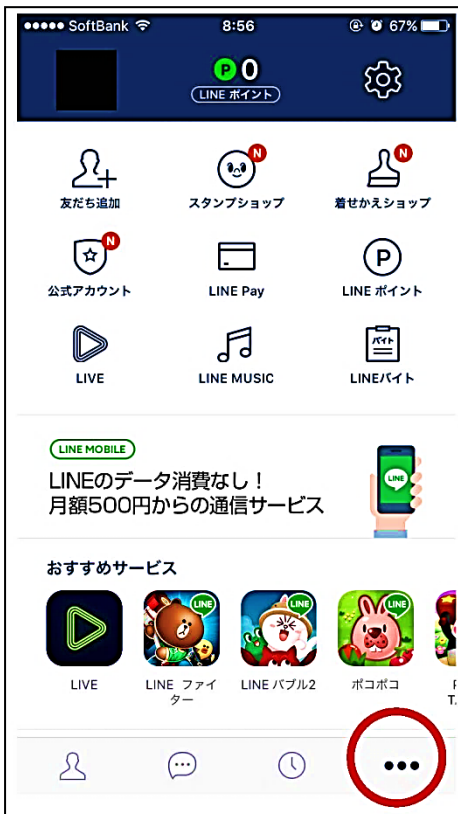 SoftBank 8:56 67%
P 0
LINE ポイント
N N
友だち追加 スタンプショップ 着せかえショップ
N P
公式アカウント LINE Pay LINE ポイント
バイト
LIVE LINE MUSIC LINEバイト
LINE MOBILE
LINEのデータ消費なし！
月額500円からの通信サービス
LINE
おすすめサービス
LINE LINE LINE
LIVE LINE ファイ LINE バブル2 ポコポコ
ター